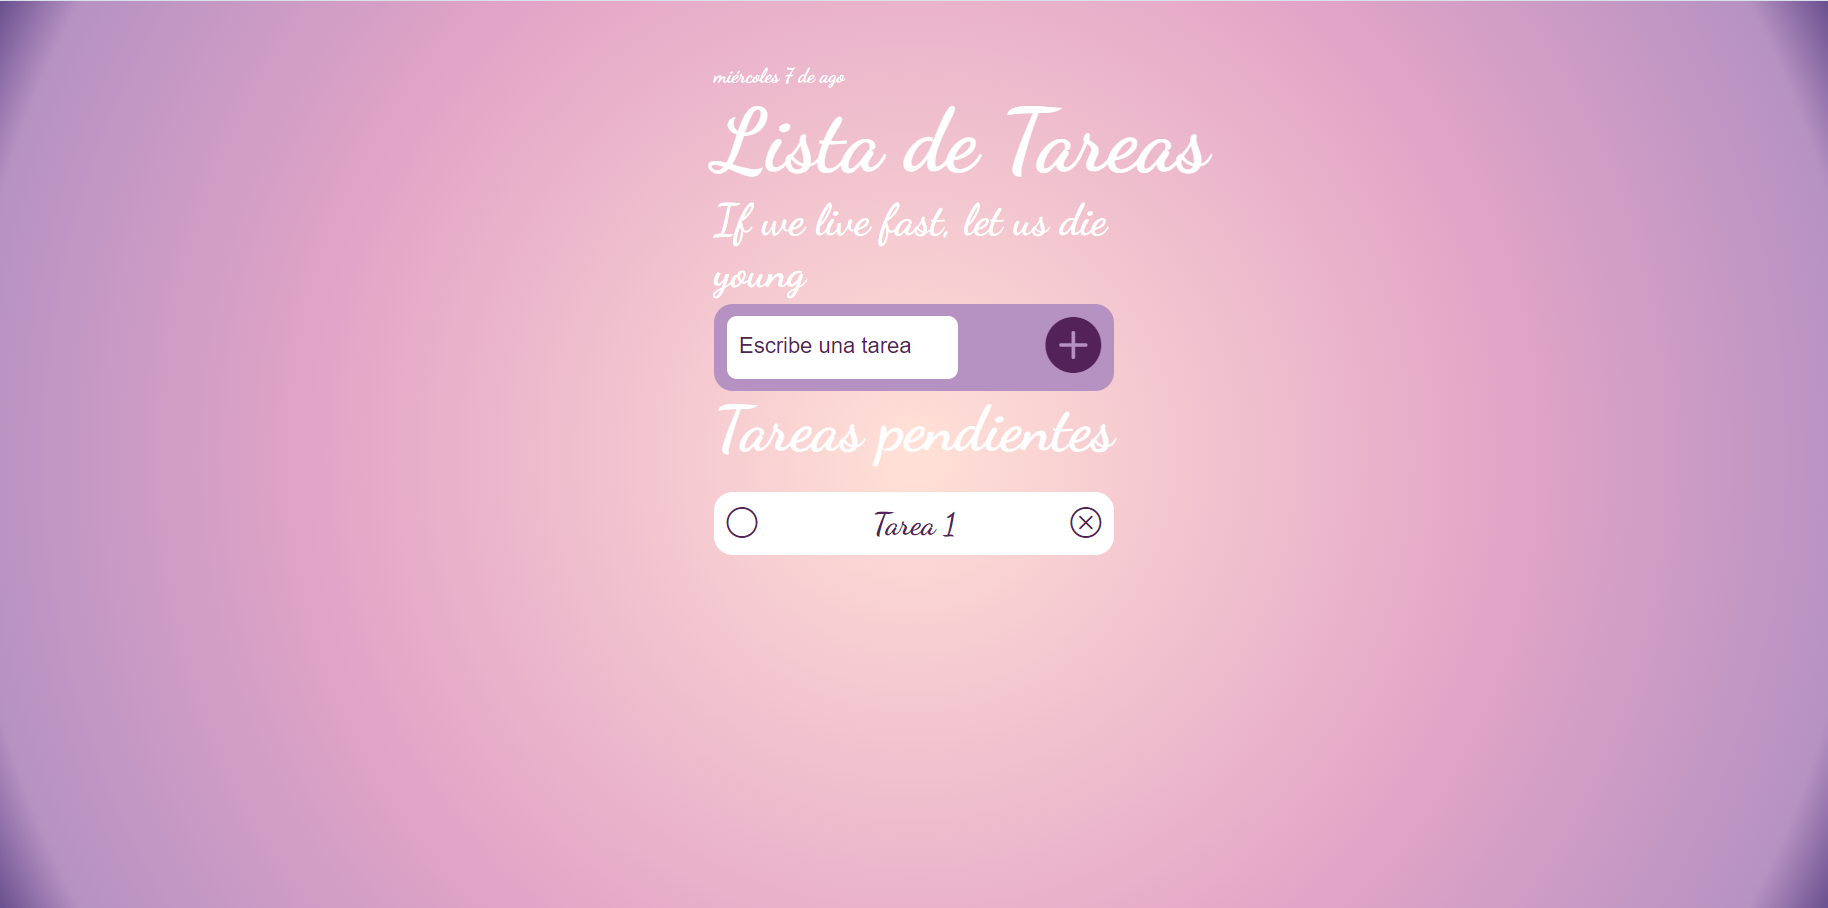 miércoles 7 de ago
Lista de Tareas
If we live fast, let us die
young
Escribe una tarea
Tareas pendientes
Tarea 1